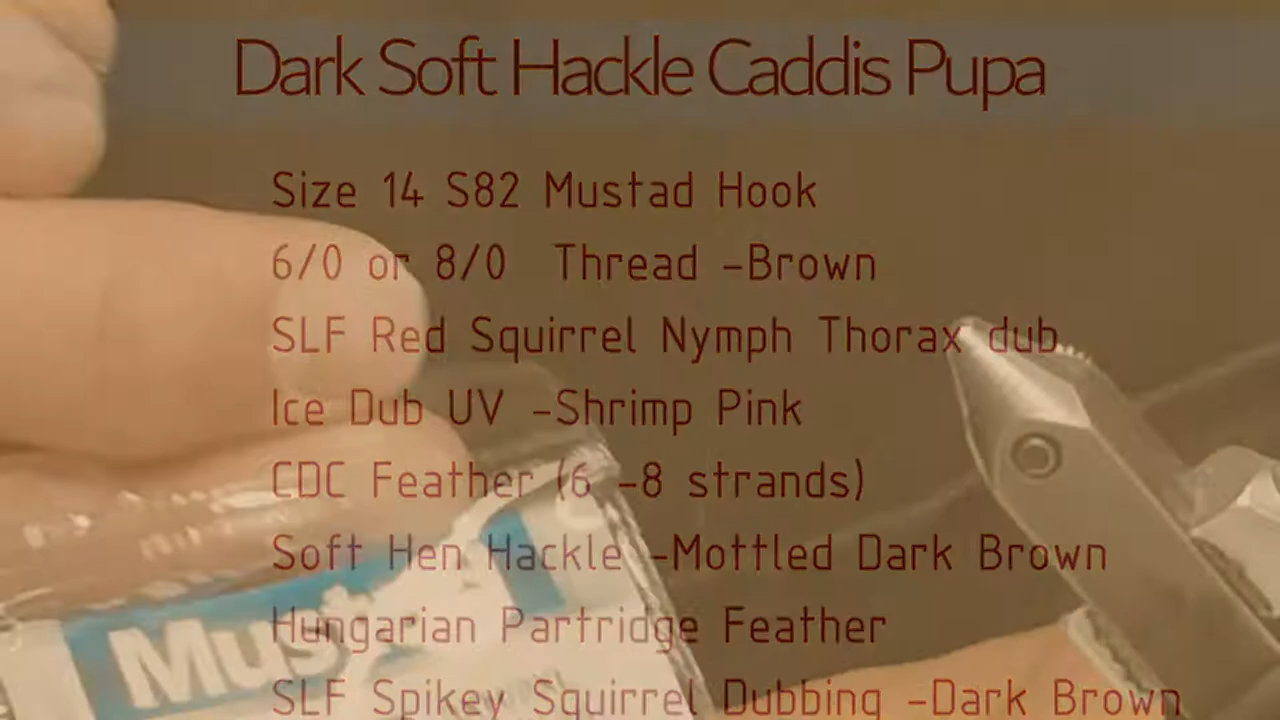 Dark Soft Hackle Caddis Pupa
Size 14 S82 Mustad Hook
6/0 or 8/0 Thread -Brown
SLF Red Squirrel Nymph Thorax dub
Ice Dub UV -Shrimp Pink
CDC Feather (6 -8 strands)
Soft Hen Hackle -Mottled Dark Brown
Hungarian Partridge Feather
Mus
SLF Spikey Squirrel Dubbing -Dark Brown